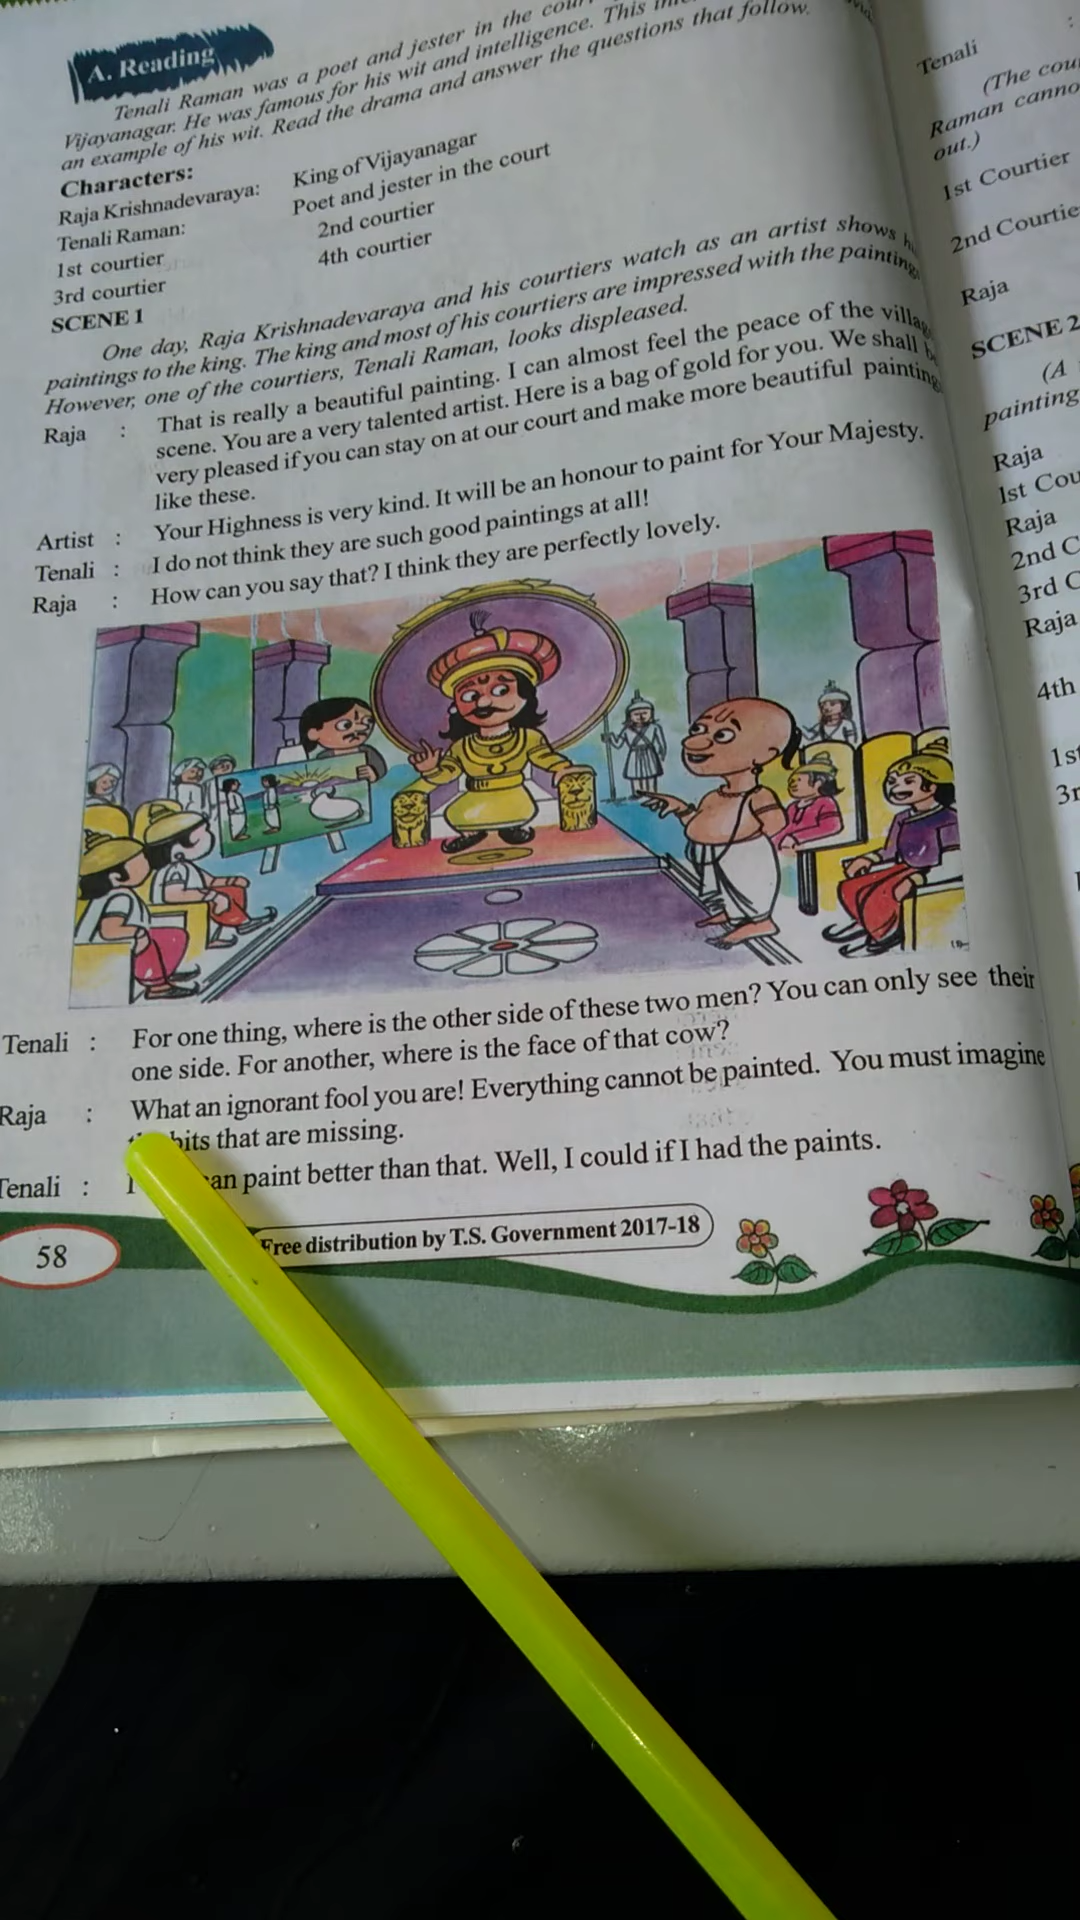 A. Reading
Tenali Raman was a poet and jester in the
Vijayanagar. He was famous for his wit and intelligence. This
an example of his wit. Read the drama and answer the questions that follow.
Characters:
Raja Krishnadevaraya: King of Vijayanagar
Tenali Raman: Poet and jester in the court
1st courtier 2nd courtier
3rd courtier 4th courtier
SCENE 1
One day, Raja Krishnadevaraya and his courtiers watch as an artist shows
paintings to the king. The king and most of his courtiers are impressed with the
However, one of the courtiers, Tenali Raman, looks displeased.
Raja : That is really a beautiful painting. I can almost feel the peace of the
scene. You are a very talented artist. Here is a bag of gold for you. We shall
very pleased if you can stay on at our court and make more beautiful
like these.
Artist : Your Highness is very kind. It will be an honour to paint for Your Majesty.
Tenali : I do not think they are such good paintings at all!
Raja : How can you say that? I think they are perfectly lovely.
Tenali : For one thing, where is the other side of these two men? You can only see their
one side. For another, where is the face of that cow?
Raja : What an ignorant fool you are! Everything cannot be painted. You must imagine
bits that are missing.
Tenali : I paint better than that. Well, I could if I had the paints.
58
Free distribution by T.S. Government 2017-18
Tenali :
(The
Raman
out.)
1st Courtier
2nd
Raja
SCENE 2
(A
painting
Raja
1st
Raja
2nd
3rd
Raja
4th